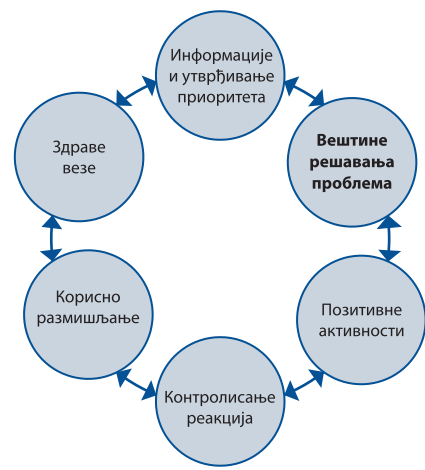 Информације
и утврђивање
приоритета
Вештине
решавања
проблема
Позитивне
активности
Контролисање
реакција
Корисно
размишљање
Здраве
везе